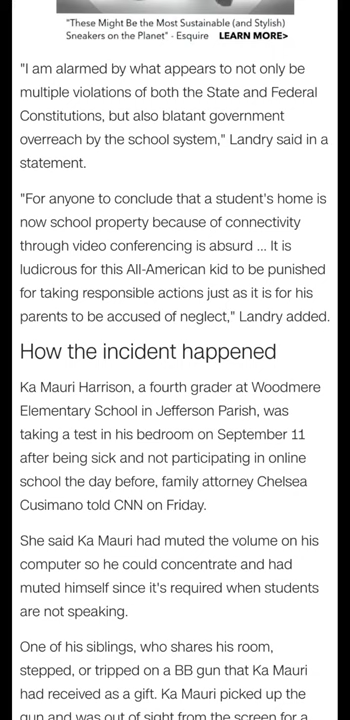 "These Might Be the Most Sustainable (and Stylish)
Sneakers on the Planet" - Esquire LEARN MORE>
"I am alarmed by what appears to not only be
multiple violations of both the State and Federal
Constitutions, but also blatant government
overreach by the school system," Landry said in a
statement.
"For anyone to conclude that a student's home is
now school property because of connectivity
through video conferencing is absurd ... It is
ludicrous for this All-American kid to be punished
for taking responsible actions just as it is for his
parents to be accused of neglect," Landry added.
How the incident happened
Ka Mauri Harrison, a fourth grader at Woodmere
Elementary School in Jefferson Parish, was
taking a test in his bedroom on September 11
after being sick and not participating in online
school the day before, family attorney Chelsea
Cusimano told CNN on Friday.
She said Ka Mauri had muted the volume on his
computer so he could concentrate and had
muted himself since it's required when students
are not speaking.
One of his siblings, who shares his room,
stepped, or tripped on a BB gun that Ka Mauri
had received as a gift. Ka Mauri picked up the
gun and was out of sight from the screen for a